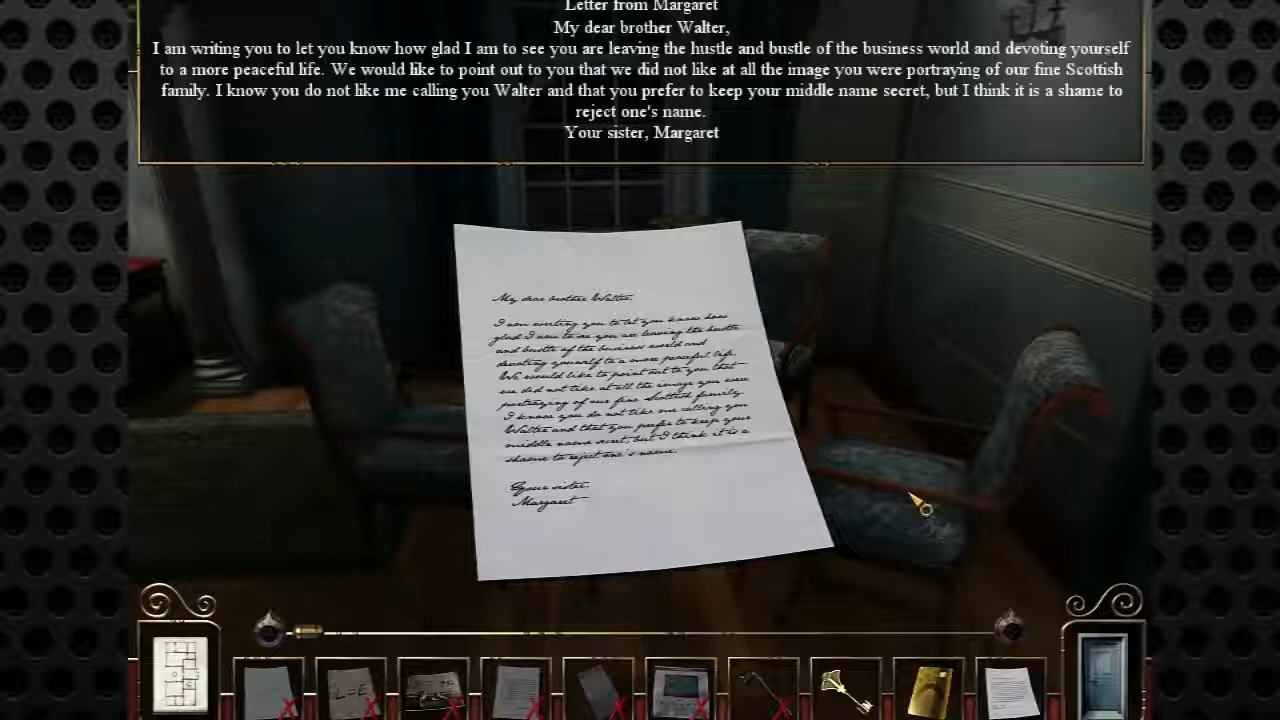 Letter from Margaret
My dear brother Walter,
I am writing you to let you know how glad I am to see you are leaving the hustle and bustle of the business world and devoting yourself
to a more peaceful life. We would like to point out to you that we did not like at all the image you were portraying of our fine Scottish
family. I know you do not like me calling you Walter and that you prefer to keep your middle name secret, but I think it is a shame to
reject one's name.
Your sister, Margaret
My dear brother Walter,
I am writing you to let you know how
glad I am to see you are leaving the hustle
and bustle of the business world and
devoting yourself to a more peaceful life.
We would like to point out to you that
we did not like at all the image you were
portraying of our fine Scottish family.
I know you do not like me calling you
Walter and that you prefer to keep your
middle name secret, but I think it is a
shame to reject one's name.
Your sister,
Margaret
L=E